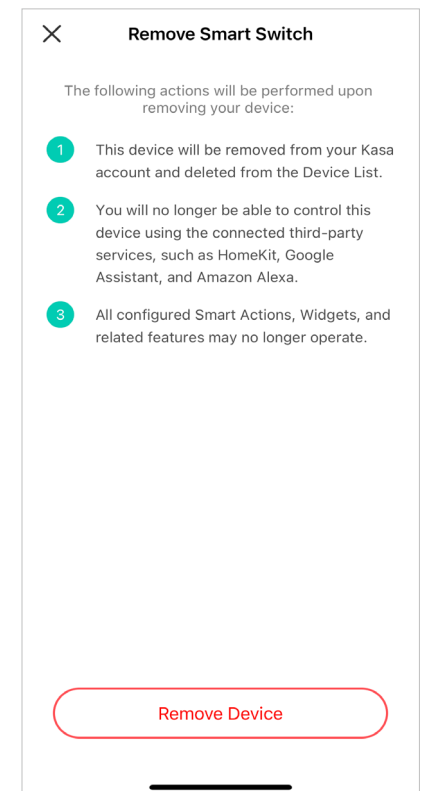 Remove Smart Switch
The following actions will be performed upon
removing your device:
1 This device will be removed from your Kasa
account and deleted from the Device List.
2 You will no longer be able to control this
device using the connected third-party
services, such as HomeKit, Google
Assistant, and Amazon Alexa.
3 All configured Smart Actions, Widgets, and
related features may no longer operate.
Remove Device